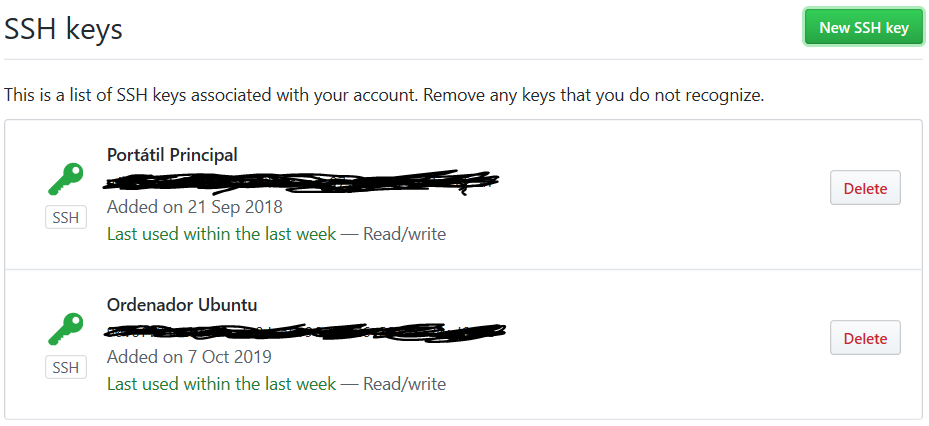 SSH keys
New SSH key
This is a list of SSH keys associated with your account. Remove any keys that you do not recognize.
Portátil Principal
SSH
Added on 21 Sep 2018
Last used within the last week — Read/write
Delete
Ordenador Ubuntu
SSH
Added on 7 Oct 2019
Last used within the last week — Read/write
Delete